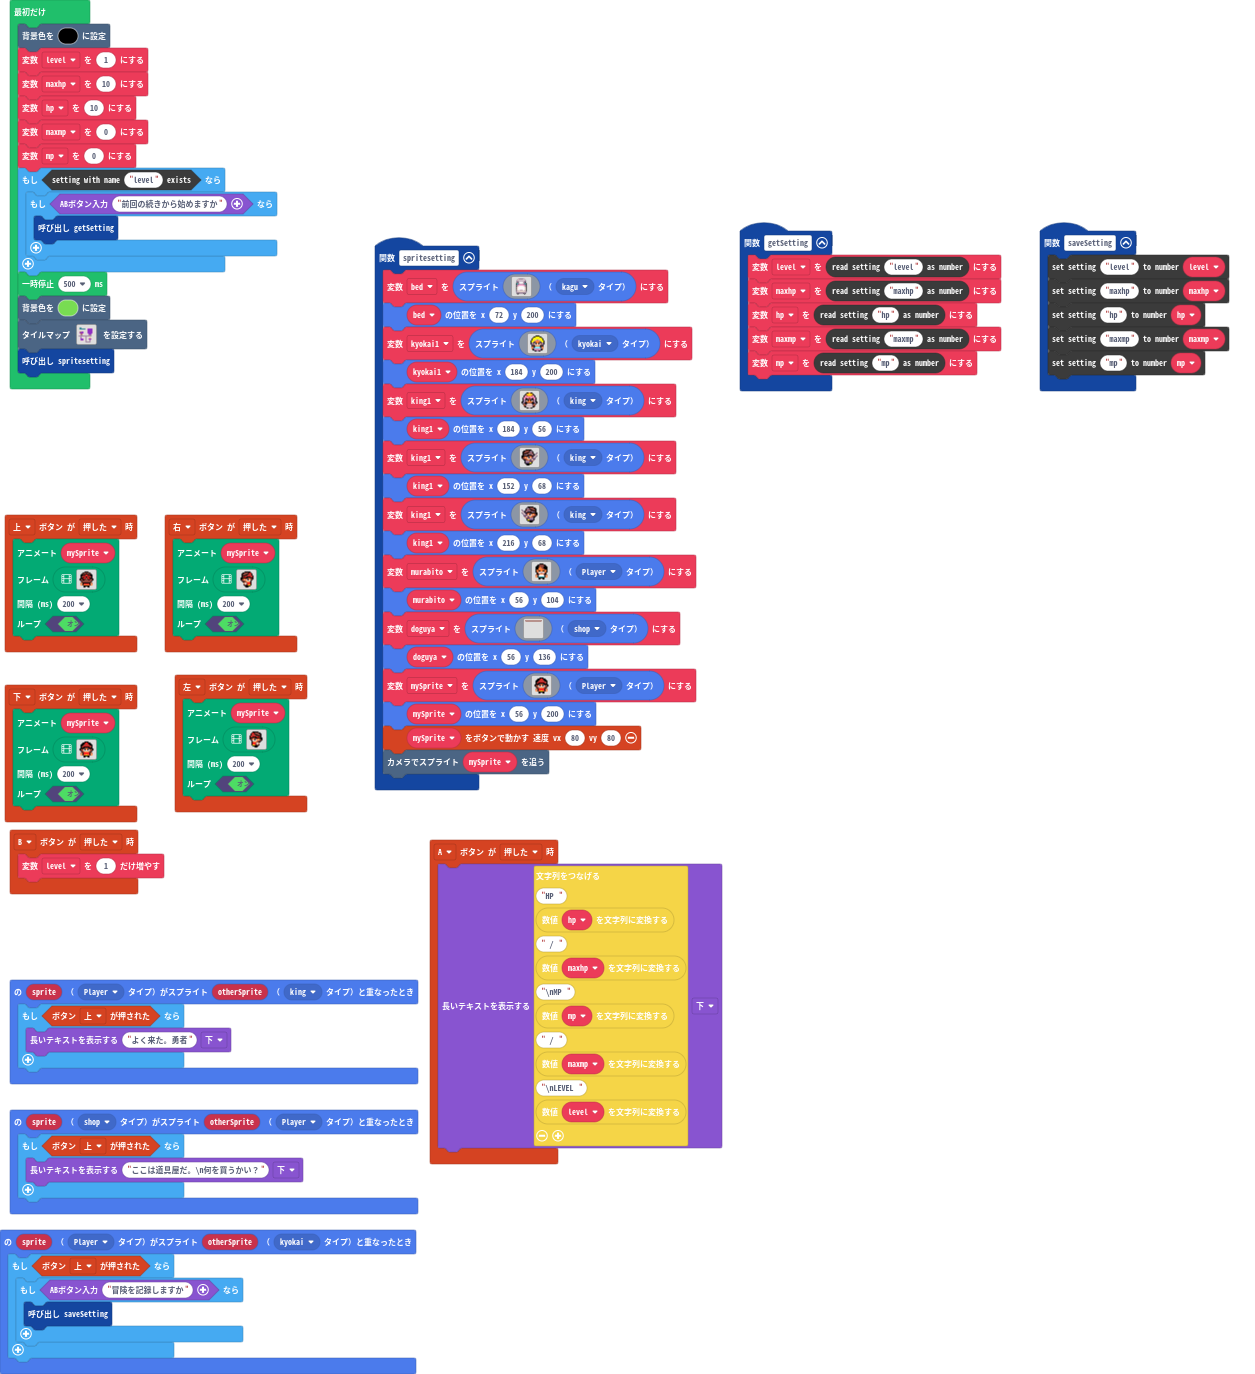 最初だけ
背景色を に設定
変数 level を 1 にする
変数 maxhp を 10 にする
変数 hp を 10 にする
変数 maxmp を 0 にする
変数 mp を 0 にする
もし setting with name "level" exists なら
もし ABボタン入力 "前回の続きから始めますか" なら
呼び出し getSetting
一時停止 500 ms
背景色を に設定
タイルマップ を設定する
呼び出し spritesetting
関数 spritesetting
変数 bed を スプライト ( kagu タイプ) にする
bed の位置を x 72 y 200 にする
変数 kyokai1 を スプライト ( kyokai タイプ) にする
kyokai1 の位置を x 184 y 200 にする
変数 king1 を スプライト ( king タイプ) にする
king1 の位置を x 184 y 56 にする
変数 king1 を スプライト ( king タイプ) にする
king1 の位置を x 152 y 68 にする
変数 king1 を スプライト ( king タイプ) にする
king1 の位置を x 216 y 68 にする
変数 murabito を スプライト ( Player タイプ) にする
murabito の位置を x 56 y 104 にする
変数 doguya を スプライト ( shop タイプ) にする
doguya の位置を x 56 y 136 にする
変数 mySprite を スプライト ( Player タイプ) にする
mySprite の位置を x 56 y 200 にする
mySprite をボタンで動かす 速度 vx 80 vy 80
カメラでスプライト mySprite を追う
関数 getSetting
変数 level を read setting "level" as number にする
変数 maxhp を read setting "maxhp" as number にする
変数 hp を read setting "hp" as number にする
変数 maxmp を read setting "maxmp" as number にする
変数 mp を read setting "mp" as number にする
関数 saveSetting
set setting "level" to number level
set setting "maxhp" to number maxhp
set setting "hp" to number hp
set setting "maxmp" to number maxmp
set setting "mp" to number mp
上 ボタン が 押した 時
アニメート mySprite
フレーム
間隔 (ms) 200
ループ オン
右 ボタン が 押した 時
アニメート mySprite
フレーム
間隔 (ms) 200
ループ オン
下 ボタン が 押した 時
アニメート mySprite
フレーム
間隔 (ms) 200
ループ オン
左 ボタン が 押した 時
アニメート mySprite
フレーム
間隔 (ms) 200
ループ オン
B ボタン が 押した 時
変数 level を 1 だけ増やす
A ボタン が 押した 時
長いテキストを表示する
文字列をつなげる
"HP "
数値 hp を文字列に変換する
" / "
数値 maxhp を文字列に変換する
"\nMP "
数値 mp を文字列に変換する
" / "
数値 maxmp を文字列に変換する
"\nLEVEL "
数値 level を文字列に変換する
下
の sprite ( Player タイプ) がスプライト otherSprite ( king タイプ) と重なったとき
もし ボタン 上 が押された なら
長いテキストを表示する "よく来た。勇者" 下
の sprite ( shop タイプ) がスプライト otherSprite ( Player タイプ) と重なったとき
もし ボタン 上 が押された なら
長いテキストを表示する "ここは道具屋だ。\n何を買うかい？" 下
の sprite ( Player タイプ) がスプライト otherSprite ( kyokai タイプ) と重なったとき
もし ボタン 上 が押された なら
もし ABボタン入力 "冒険を記録しますか" なら
呼び出し saveSetting